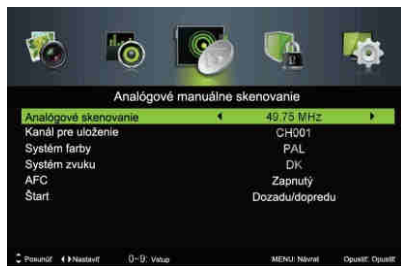 Analógové manuálne skenovanie
Analógové skenovanie 49.75 MHz
Kanál pre uloženie CH001
Systém farby PAL
Systém zvuku DK
AFC Zapnutý
Štart Dozadu/dopredu
Posunúť Nastaviť 0~9: Vstup MENU: Návrat Opustiť: Opustiť